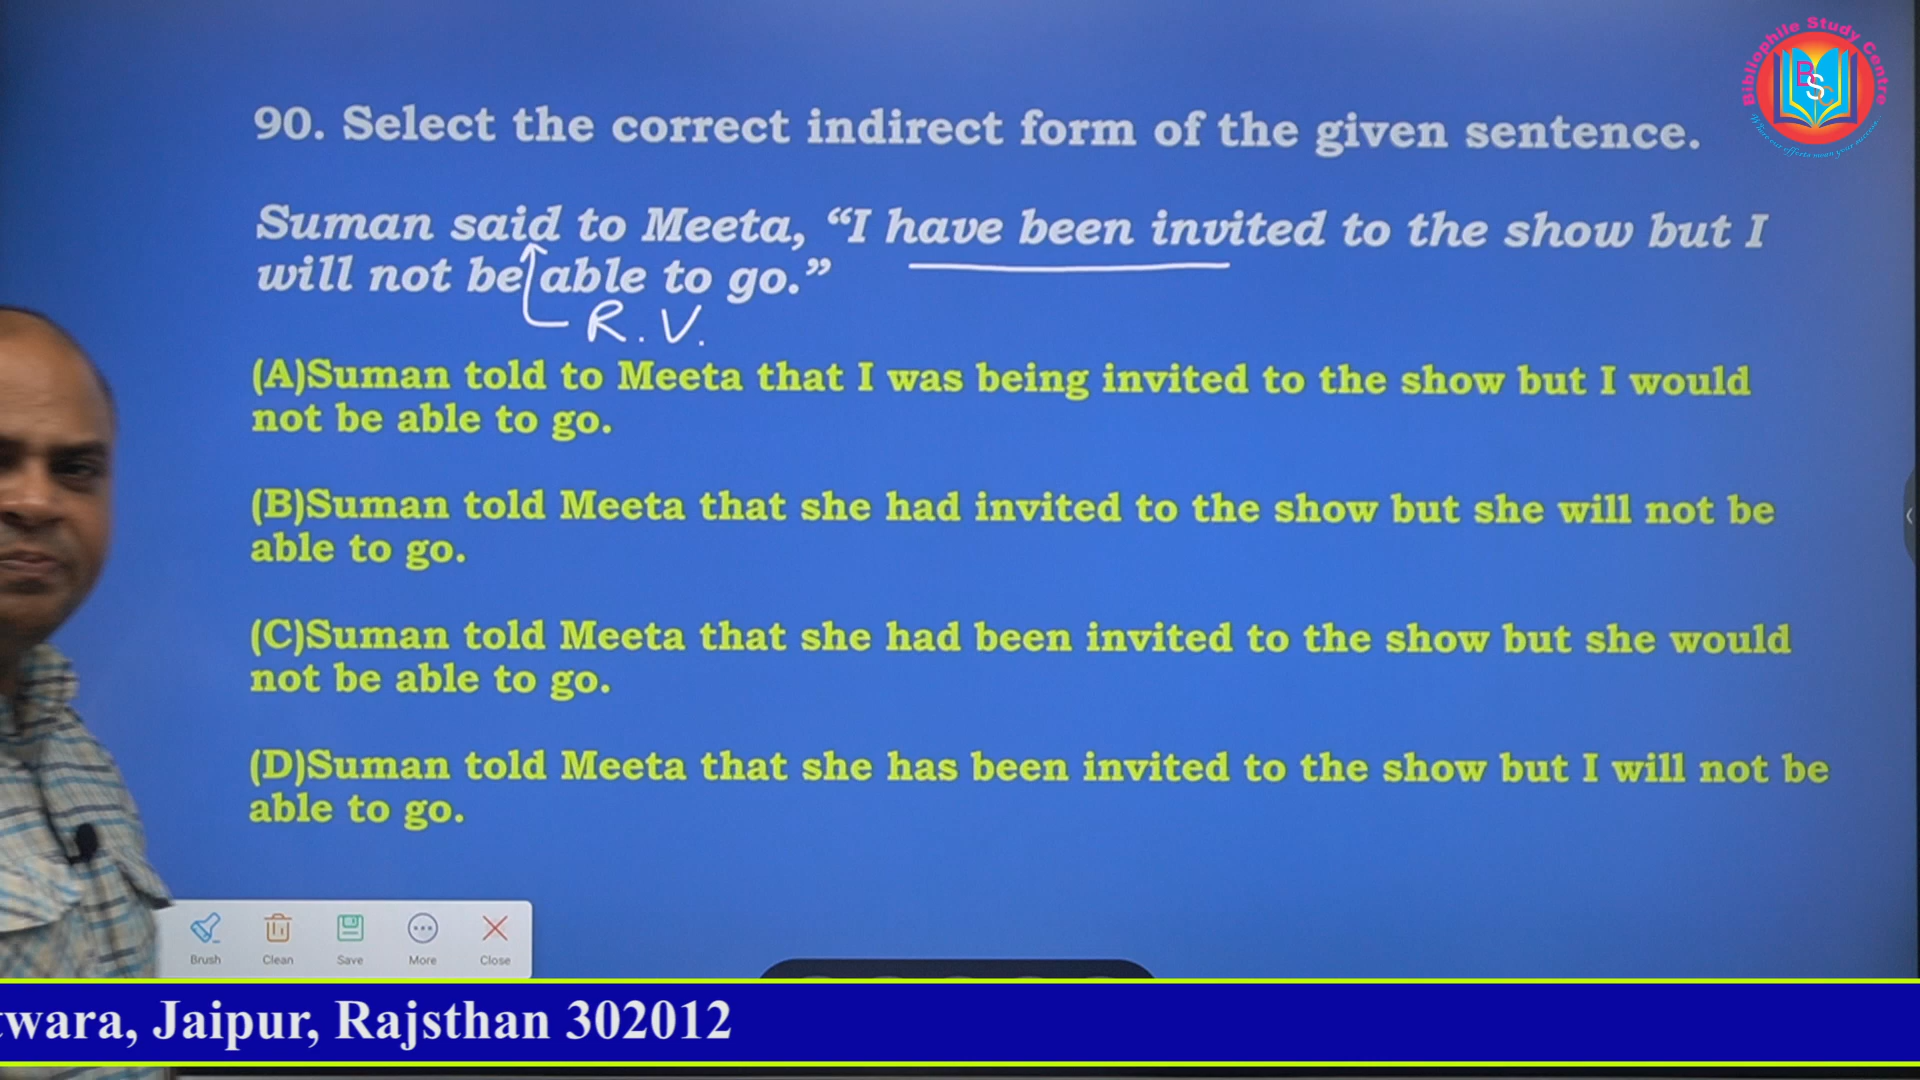 Bibliophile Study Centre
BSC
90. Select the correct indirect form of the given sentence.
Suman said to Meeta, “I have been invited to the show but I
will not be able to go.”
R.V.
(A)Suman told to Meeta that I was being invited to the show but I would
not be able to go.
(B)Suman told Meeta that she had invited to the show but she will not be
able to go.
(C)Suman told Meeta that she had been invited to the show but she would
not be able to go.
(D)Suman told Meeta that she has been invited to the show but I will not be
able to go.
Brush Clean Save More Close
twara, Jaipur, Rajsthan 302012